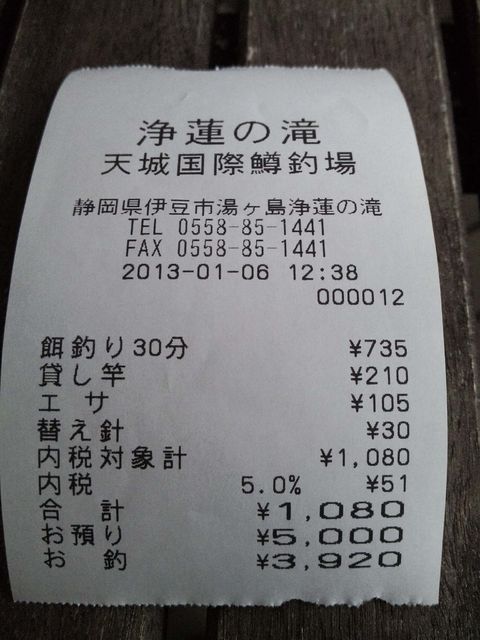 浄蓮の滝
天城国際鱒釣場
静岡県伊豆市湯ヶ島浄蓮の滝
TEL 0558-85-1441
FAX 0558-85-1441
2013-01-06 12:38
000012
餌釣り30分 ¥735
貸し竿 ¥210
エサ ¥105
替え針 ¥30
内税対象計 ¥1,080
内税 5.0% ¥51
合計 ¥1,080
お預り ¥5,000
お釣 ¥3,920